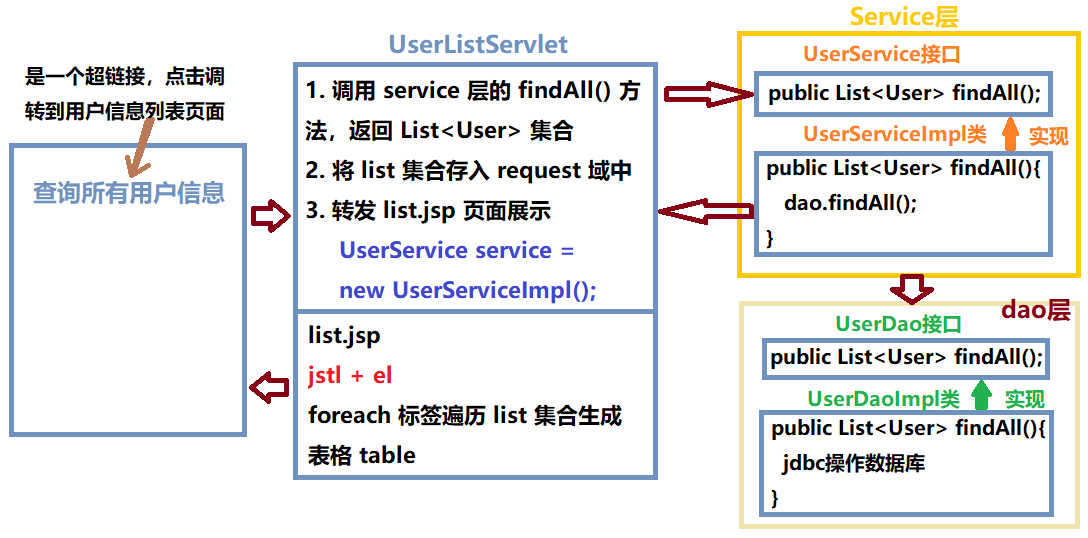 是一个超链接，点击调
转到用户信息列表页面
查询所有用户信息
UserListServlet
1. 调用 service 层的 findAll() 方
法，返回 List<User> 集合
2. 将 list 集合存入 request 域中
3. 转发 list.jsp 页面展示
UserService service =
new UserServiceImpl();
list.jsp
jstl + el
foreach 标签遍历 list 集合生成
表格 table
Service层
UserService接口
public List<User> findAll();
UserServiceImpl类 实现
public List<User> findAll(){
dao.findAll();
}
dao层
UserDao接口
public List<User> findAll();
UserDaoImpl类 实现
public List<User> findAll(){
jdbc操作数据库
}